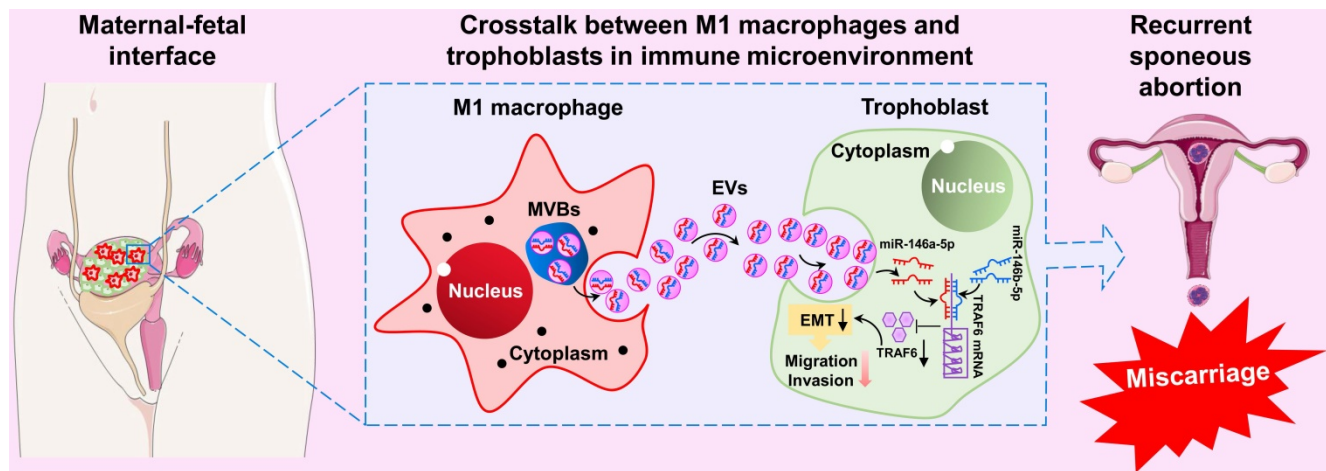 Maternal-fetal
interface
Crosstalk between M1 macrophages and
trophoblasts in immune microenvironment
Recurrent
sponeous
abortion
M1 macrophage
Trophoblast
Cytoplasm
Nucleus
EVs
MVBs
Nucleus
Cytoplasm
miR-146a-5p
miR-146b-5p
TRAF6 mRNA
EMT
TRAF6
Migration
Invasion
Miscarriage